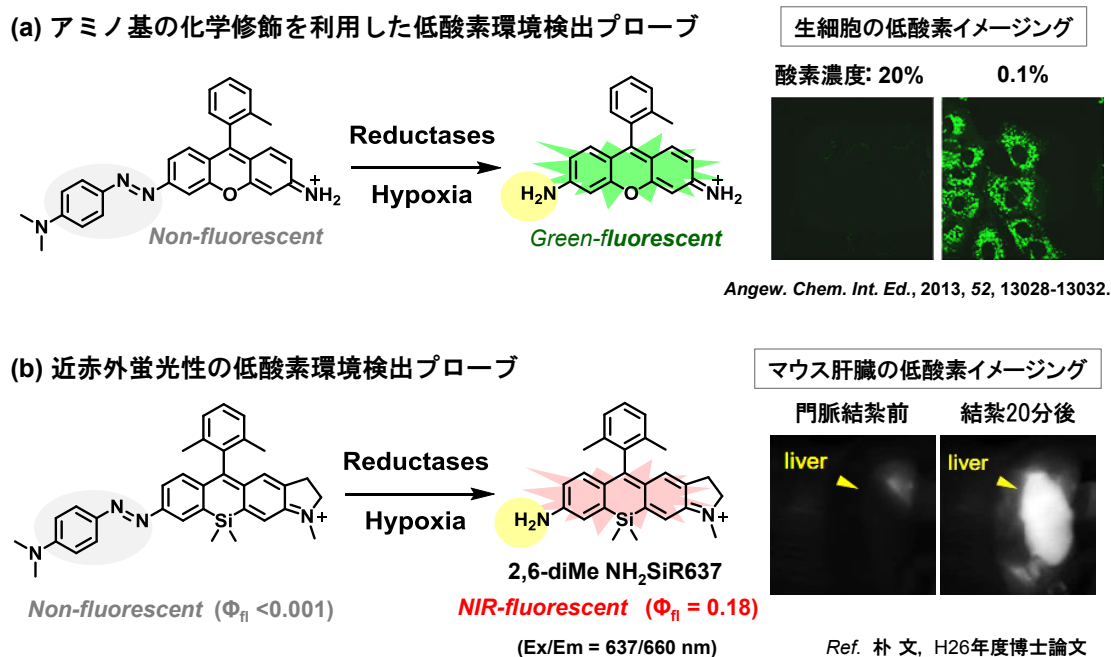 (a) アミノ基の化学修飾を利用した低酸素環境検出プローブ
生細胞の低酸素イメージング
酸素濃度: 20%
0.1%
Reductases
Hypoxia
N
N
N
O
NH₂
+
Non-fluorescent
H₂N
O
NH₂
+
Green-fluorescent
Angew. Chem. Int. Ed., 2013, 52, 13028-13032.
(b) 近赤外蛍光性の低酸素環境検出プローブ
マウス肝臓の低酸素イメージング
門脈結紮前
結紮20分後
liver
liver
Reductases
Hypoxia
N
N
N
Si
N
+
H₂N
Si
N
+
2,6-diMe NH₂SiR637
Non-fluorescent (Φfl <0.001)
NIR-fluorescent (Φfl = 0.18)
(Ex/Em = 637/660 nm)
Ref. 朴 文, H26年度博士論文